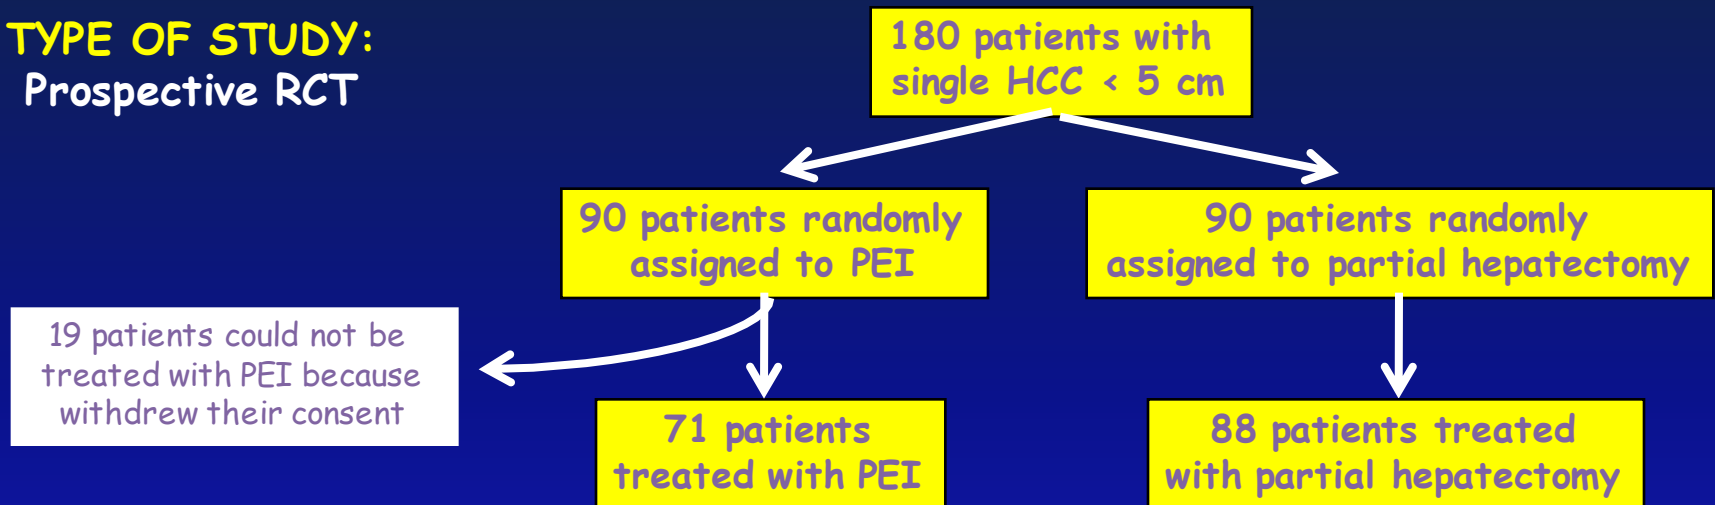 TYPE OF STUDY:
Prospective RCT
180 patients with
single HCC < 5 cm
90 patients randomly
assigned to PEI
90 patients randomly
assigned to partial hepatectomy
19 patients could not be
treated with PEI because
withdrew their consent
71 patients
treated with PEI
88 patients treated
with partial hepatectomy